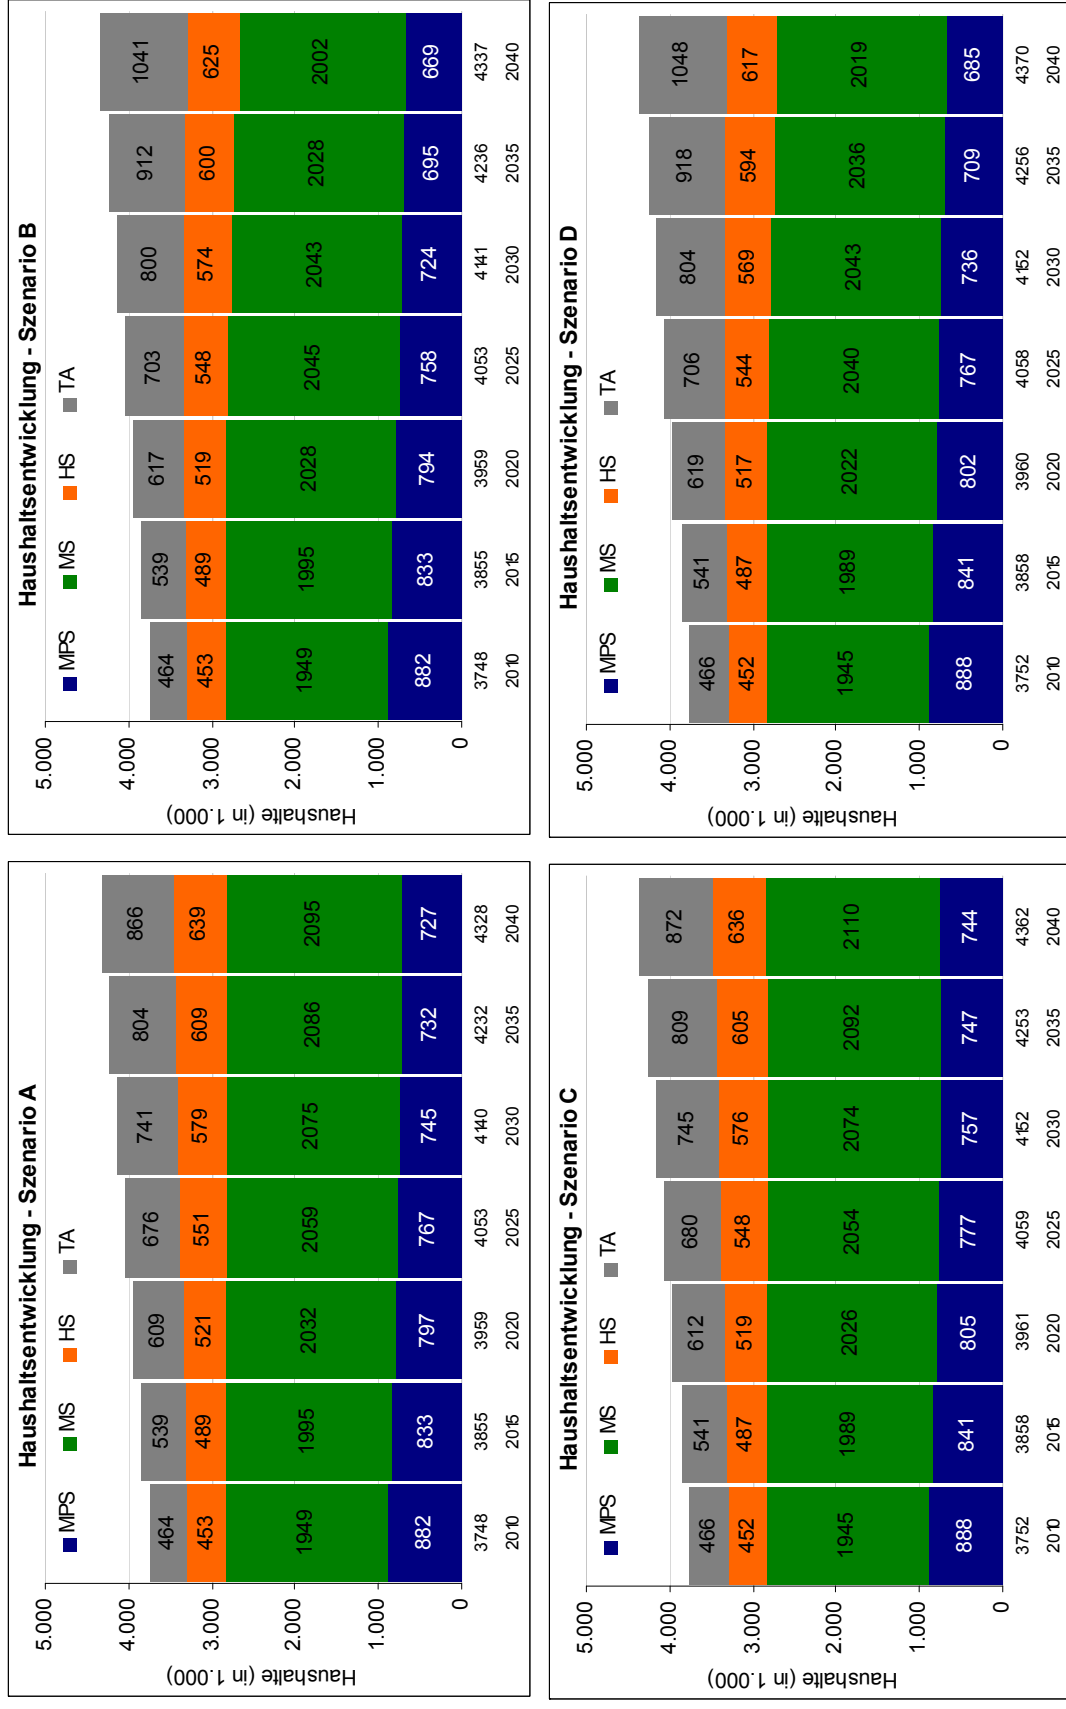 Haushaltsentwicklung - Szenario A
MPS MS HS TA
Haushalte (in 1.000)
5.000
4.000
3.000
2.000
1.000
0
464 539 609 676 741 804 866
453 489 521 551 579 609 639
1949 1995 2032 2059 2075 2086 2095
882 833 797 767 745 732 727
3748 3855 3959 4053 4140 4232 4328
2010 2015 2020 2025 2030 2035 2040
Haushaltsentwicklung - Szenario B
MPS MS HS TA
Haushalte (in 1.000)
5.000
4.000
3.000
2.000
1.000
0
464 539 617 703 800 912 1041
453 489 519 548 574 600 625
1949 1995 2028 2045 2043 2028 2002
882 833 794 758 724 695 669
3748 3855 3959 4053 4141 4236 4337
2010 2015 2020 2025 2030 2035 2040
Haushaltsentwicklung - Szenario C
MPS MS HS TA
Haushalte (in 1.000)
5.000
4.000
3.000
2.000
1.000
0
466 541 612 680 745 809 872
452 487 519 548 576 605 636
1945 1989 2026 2054 2074 2092 2110
888 841 805 777 757 747 744
3752 3858 3961 4059 4152 4253 4362
2010 2015 2020 2025 2030 2035 2040
Haushaltsentwicklung - Szenario D
MPS MS HS TA
Haushalte (in 1.000)
5.000
4.000
3.000
2.000
1.000
0
466 541 619 706 804 918 1048
452 487 517 544 569 594 617
1945 1989 2022 2040 2043 2036 2019
888 841 802 767 736 709 685
3752 3858 3960 4058 4152 4256 4370
2010 2015 2020 2025 2030 2035 2040